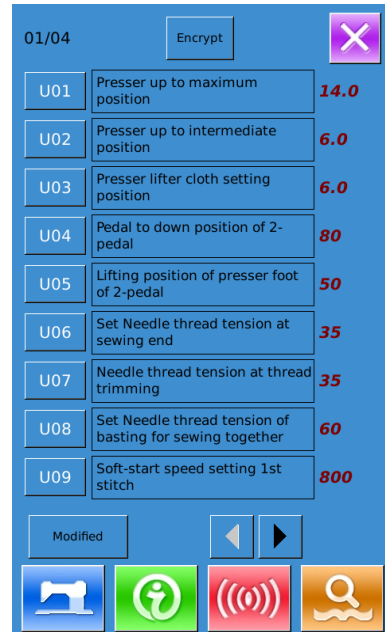 01/04
Encrypt
U01
Presser up to maximum
position
14.0
U02
Presser up to intermediate
position
6.0
U03
Presser lifter cloth setting
position
6.0
U04
Pedal to down position of 2-
pedal
80
U05
Lifting position of presser foot
of 2-pedal
50
U06
Set Needle thread tension at
sewing end
35
U07
Needle thread tension at thread
trimming
35
U08
Set Needle thread tension of
basting for sewing together
60
U09
Soft-start speed setting 1st
stitch
800
Modified